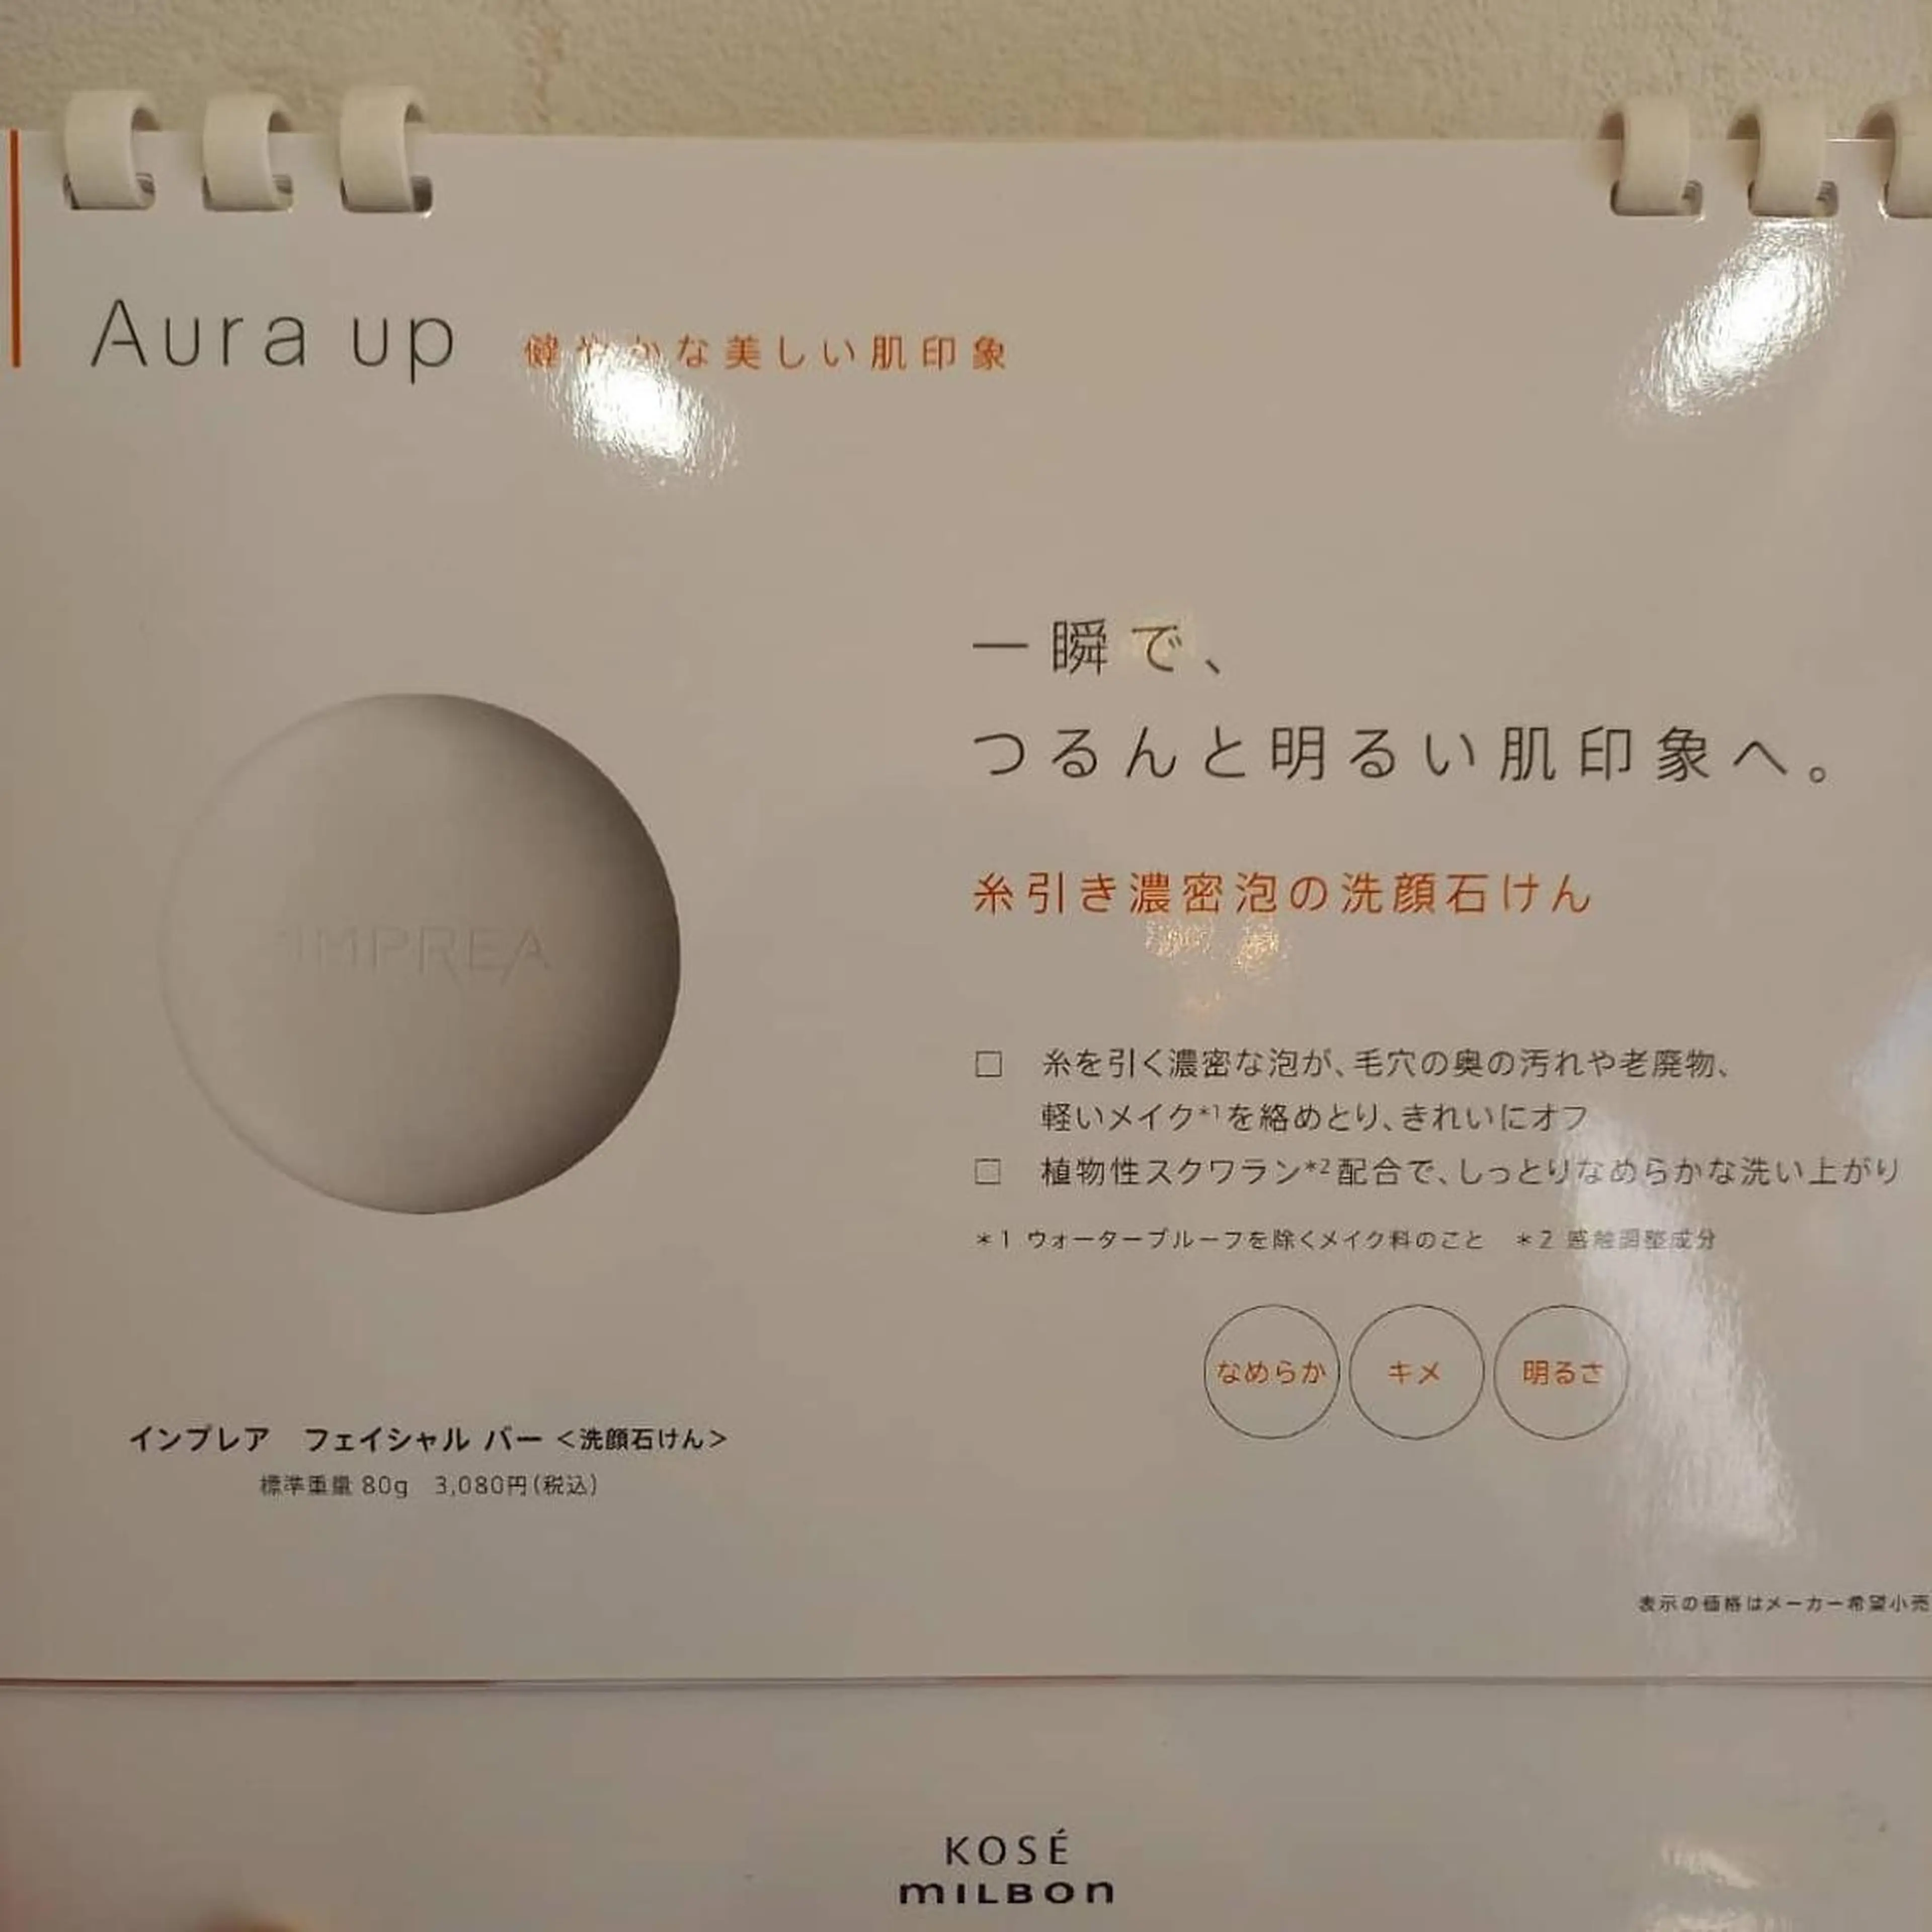 Aura up 健やかな美しい肌印象
一瞬で、
つるんと明るい肌印象へ。
糸引き濃密泡の洗顔石けん
IMPREA
□ 糸を引く濃密な泡が、毛穴の奥の汚れや老廃物、
軽いメイク*1を絡めとり、きれいにオフ
□ 植物性スクワラン*2配合で、しっとりなめらかな洗い上がり
*1 ウォータープルーフを除くメイク料のこと *2 感触調整成分
なめらか キメ 明るさ
インプレア フェイシャル バー <洗顔石けん>
標準重量 80g 3,080円(税込)
表示の価格はメーカー希望小売
KOSÉ
MILBON